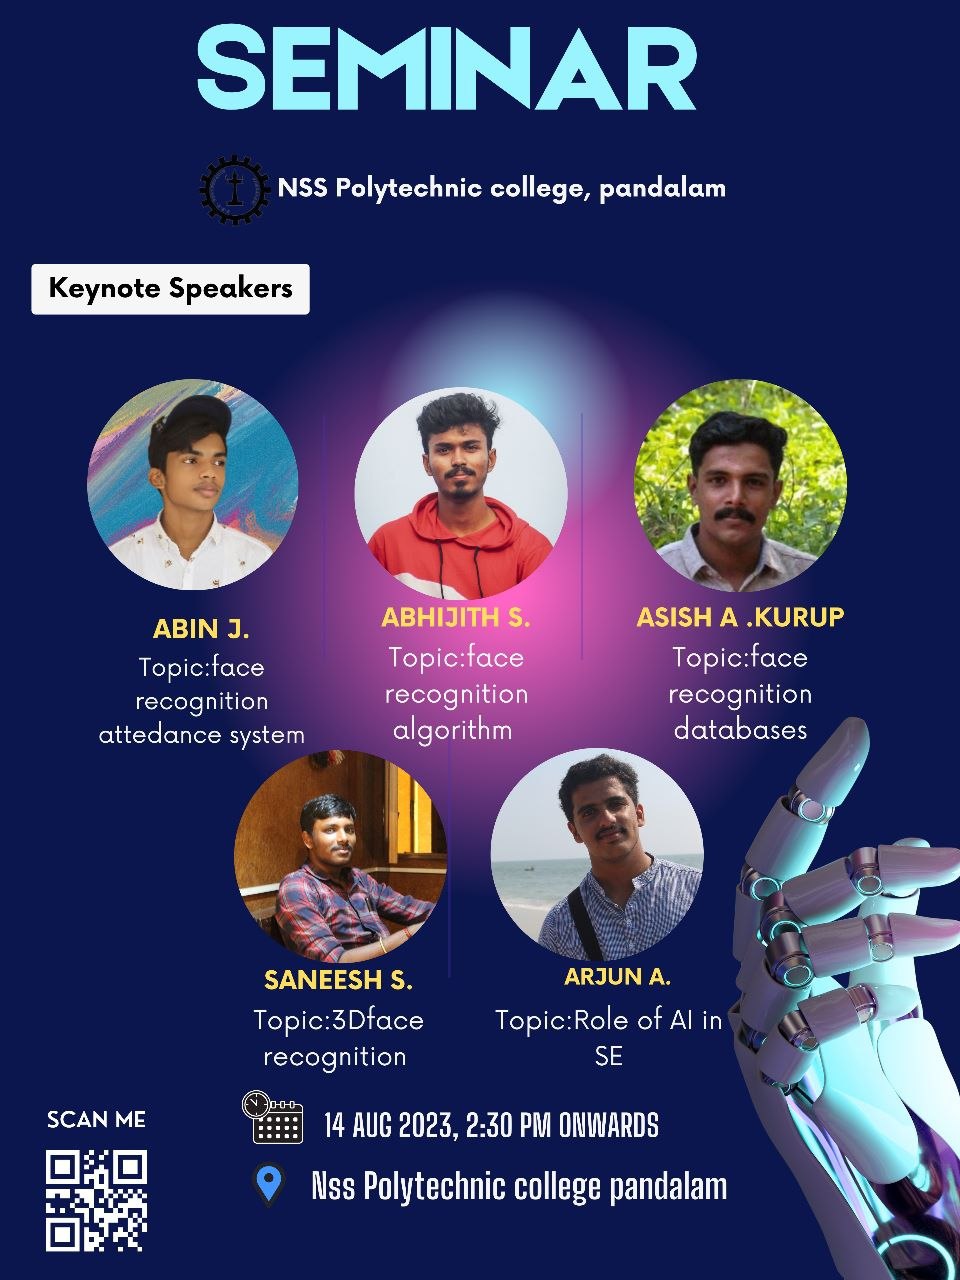 SEMINAR
NSS Polytechnic college, pandalam
Keynote Speakers
ABIN J.
Topic:face
recognition
attedance system
ABHIJITH S.
Topic:face
recognition
algorithm
ASISH A .KURUP
Topic:face
recognition
databases
SANEESH S.
Topic:3Dface
recognition
ARJUN A.
Topic:Role of AI in
SE
SCAN ME
14 AUG 2023, 2:30 PM ONWARDS
Nss Polytechnic college pandalam